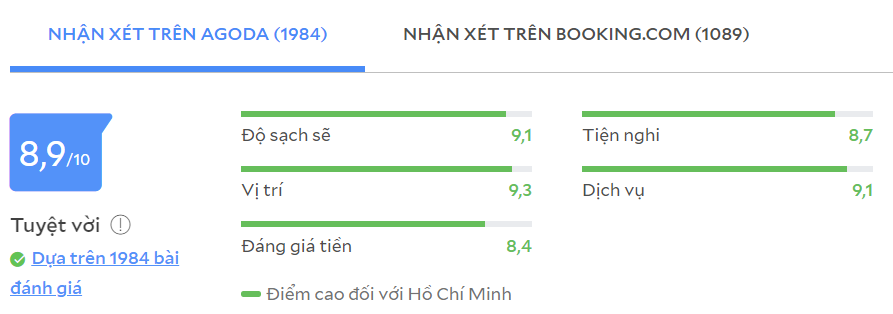 NHẬN XÉT TRÊN AGODA (1984)
NHẬN XÉT TRÊN BOOKING.COM (1089)
8,9/10
Tuyệt vời
Dựa trên 1984 bài
đánh giá
Độ sạch sẽ 9,1
Tiện nghi 8,7
Vị trí 9,3
Dịch vụ 9,1
Đáng giá tiền 8,4
Điểm cao đối với Hồ Chí Minh